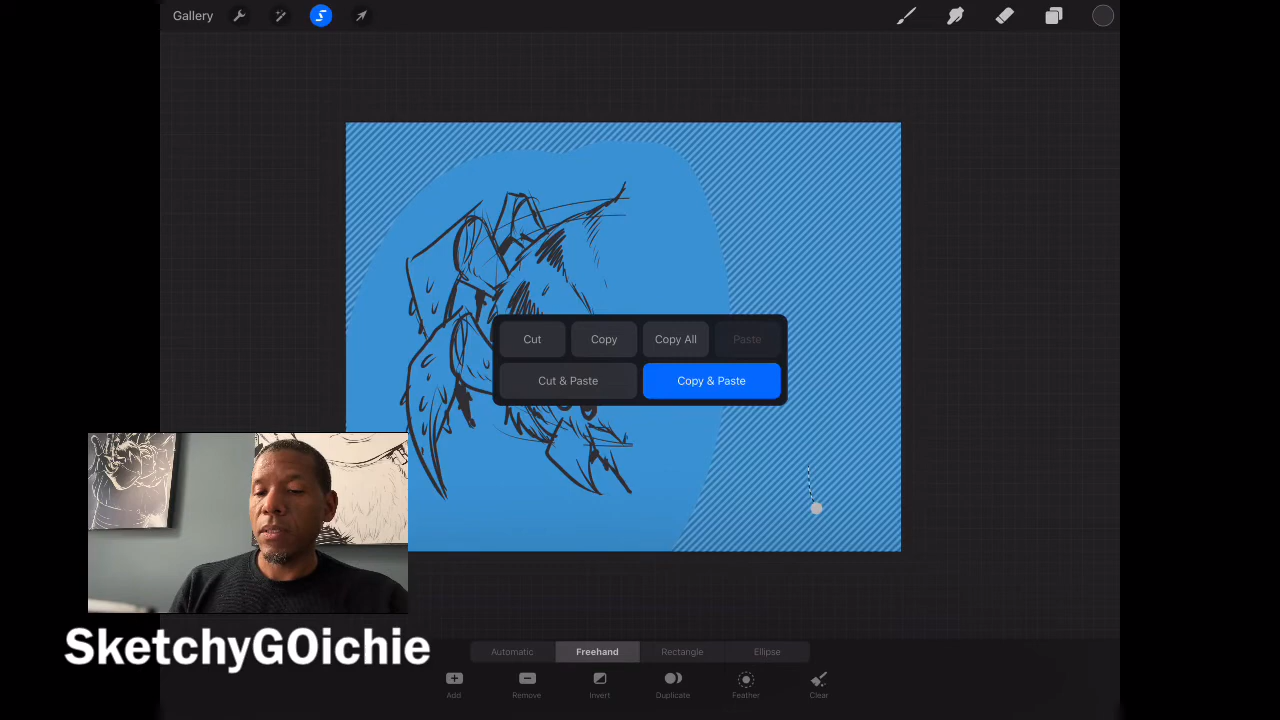 Gallery
Cut Copy Copy All Paste
Cut & Paste Copy & Paste
SketchyGOichie
Automatic Freehand Rectangle Ellipse
Add Remove Invert Duplicate Feather Clear